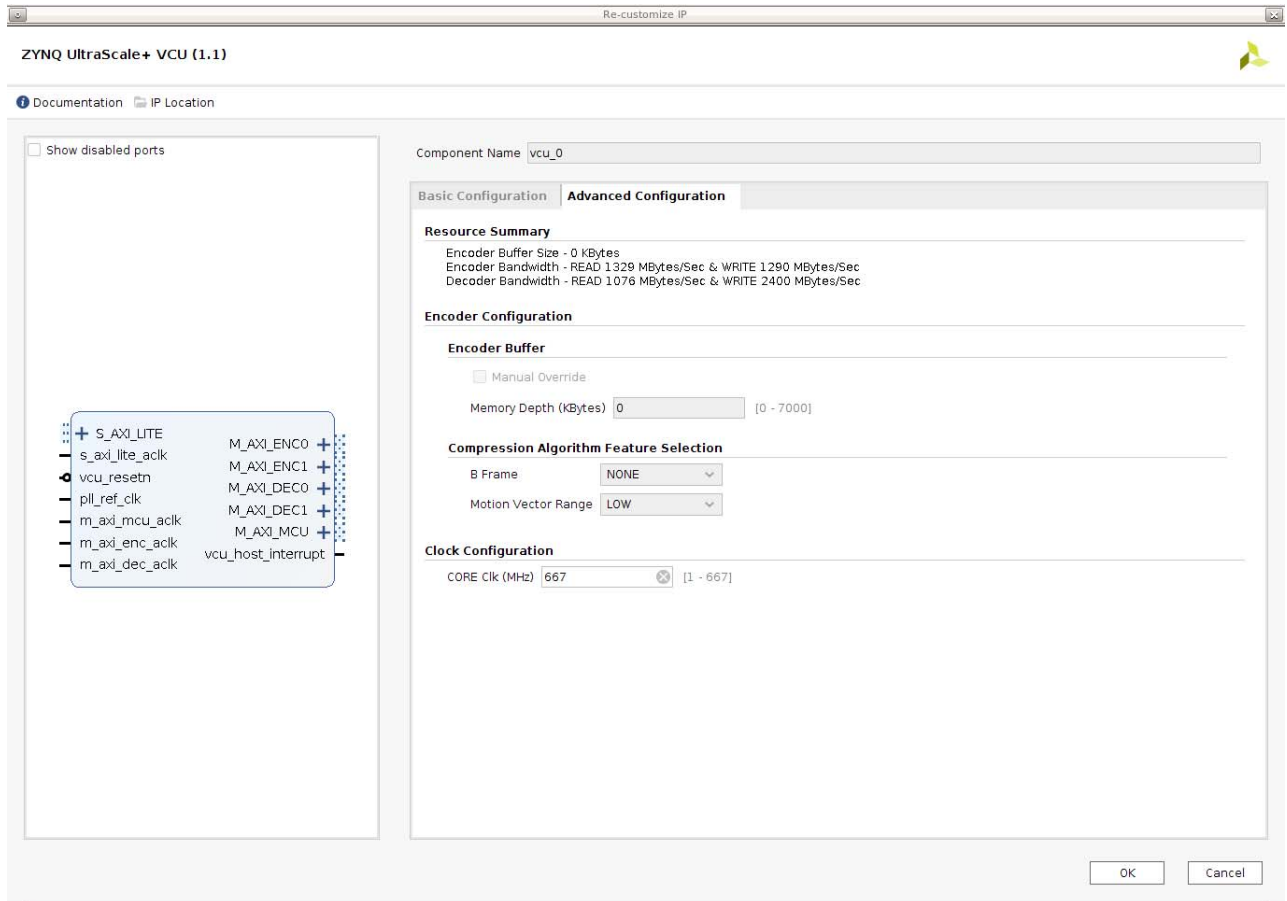 Re-customize IP
ZYNQ UltraScale+ VCU (1.1)
Documentation IP Location
Show disabled ports
S_AXI_LITE
s_axi_lite_aclk
vcu_resetn
pll_ref_clk
m_axi_mcu_aclk
m_axi_enc_aclk
m_axi_dec_aclk
M_AXI_ENC0
M_AXI_ENC1
M_AXI_DEC0
M_AXI_DEC1
M_AXI_MCU
vcu_host_interrupt
Component Name vcu_0
Basic Configuration Advanced Configuration
Resource Summary
Encoder Buffer Size - 0 KBytes
Encoder Bandwidth - READ 1329 MBytes/Sec & WRITE 1290 MBytes/Sec
Decoder Bandwidth - READ 1076 MBytes/Sec & WRITE 2400 MBytes/Sec
Encoder Configuration
Encoder Buffer
Manual Override
Memory Depth (KBytes) 0 [0 - 7000]
Compression Algorithm Feature Selection
B Frame NONE
Motion Vector Range LOW
Clock Configuration
CORE Clk (MHz) 667 [1 - 667]
OK Cancel